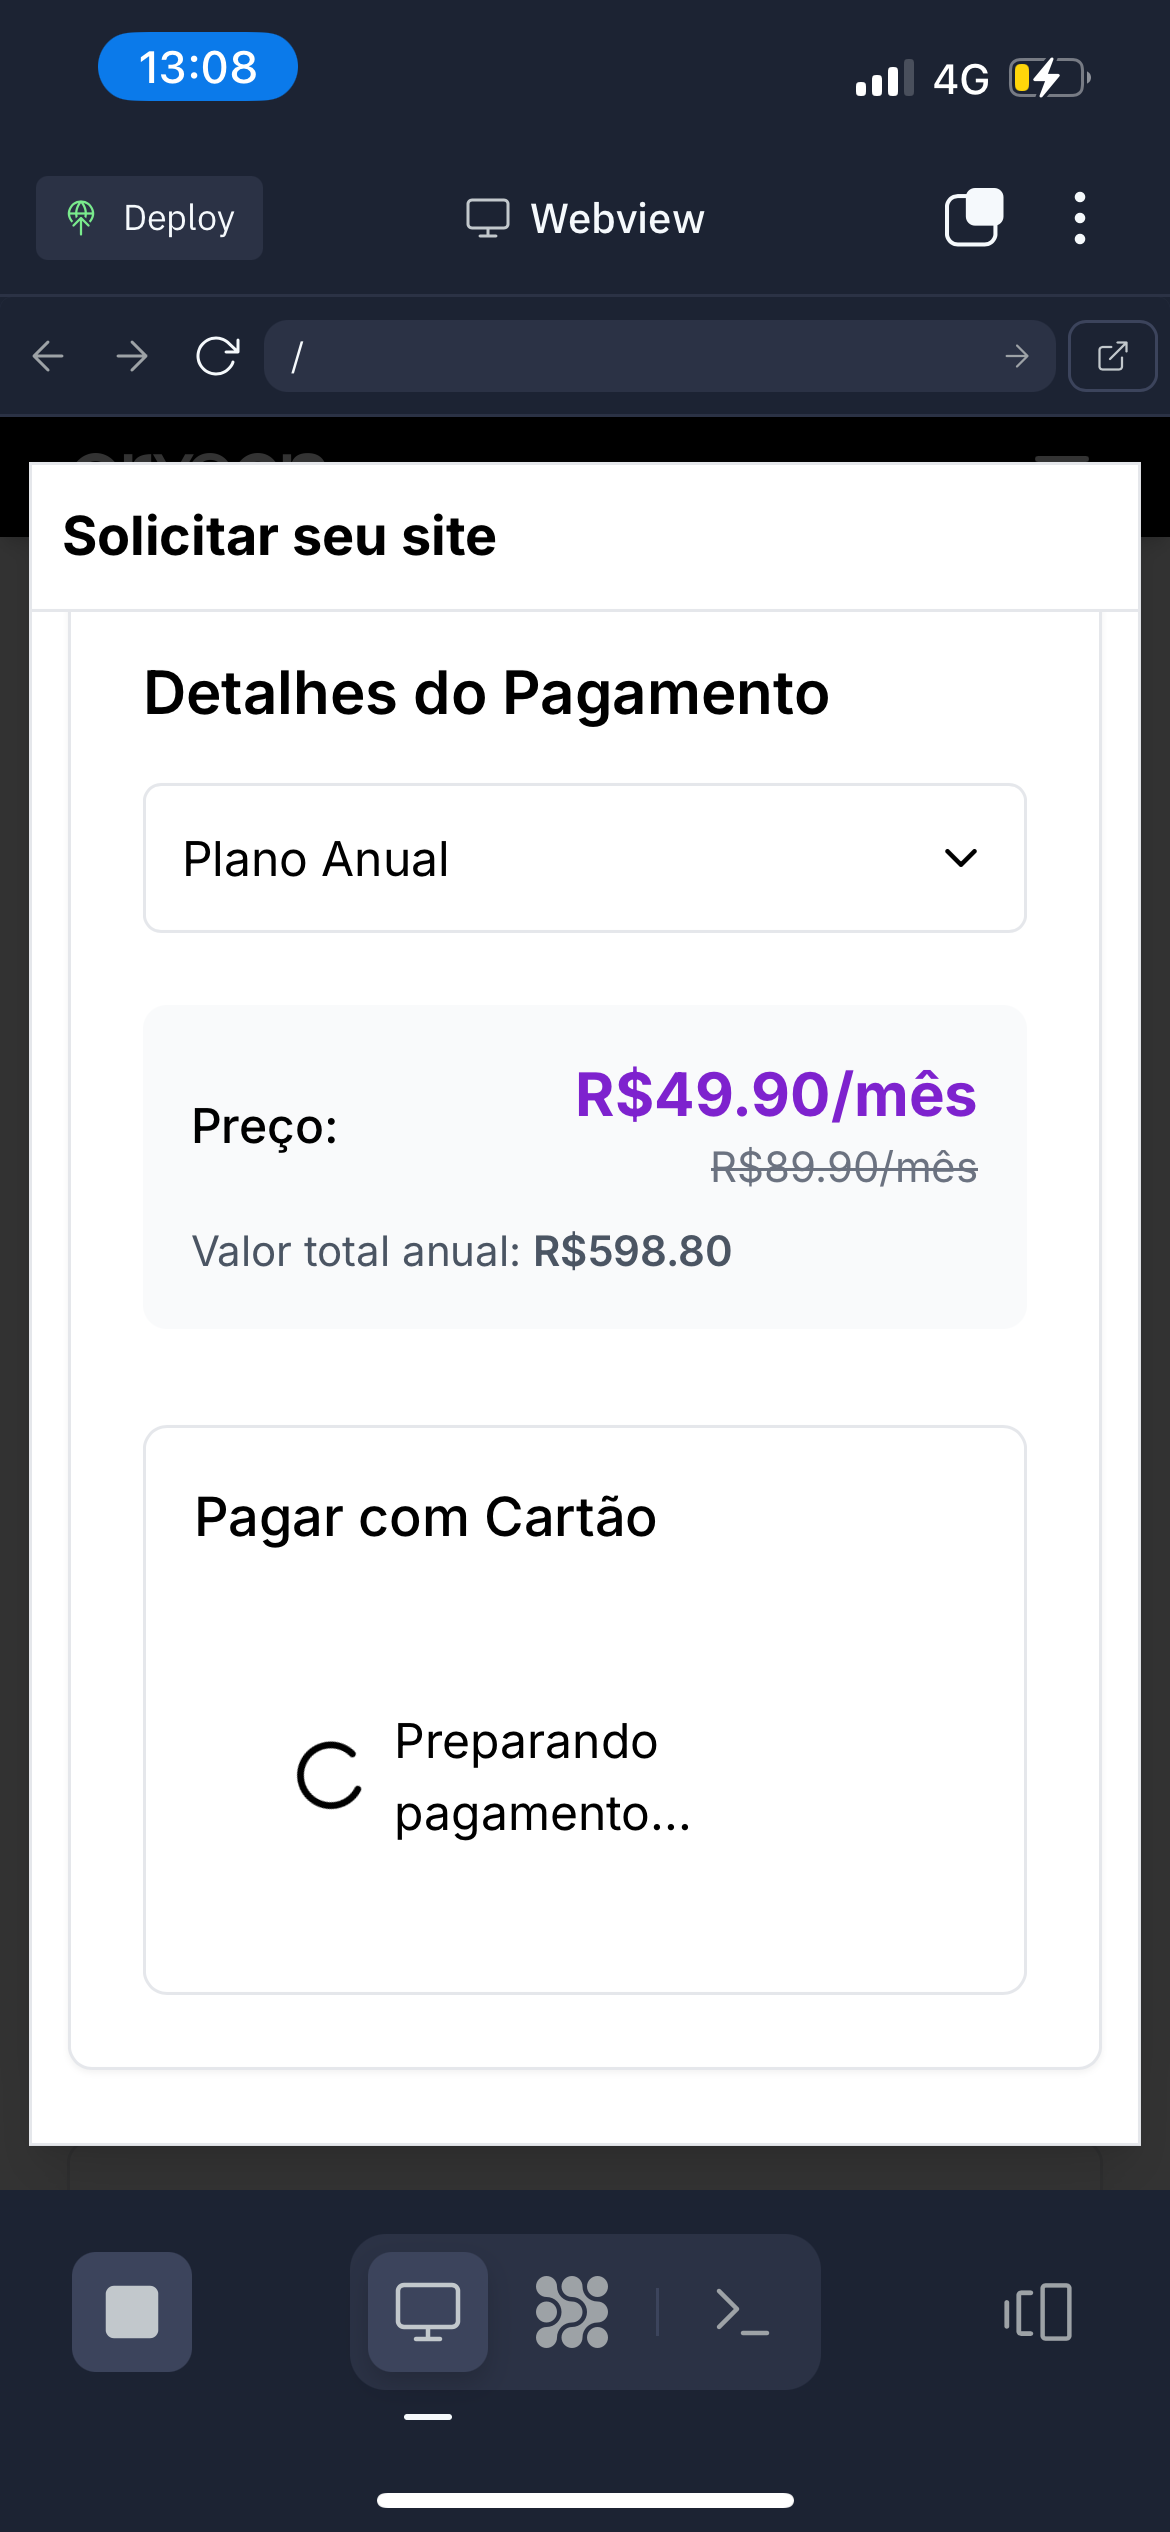 13:08
4G
Deploy
Webview
/
Solicitar seu site
Detalhes do Pagamento
Plano Anual
Preço:
R$49.90/mês
R$89.90/mês
Valor total anual: R$598.80
Pagar com Cartão
Preparando
pagamento...